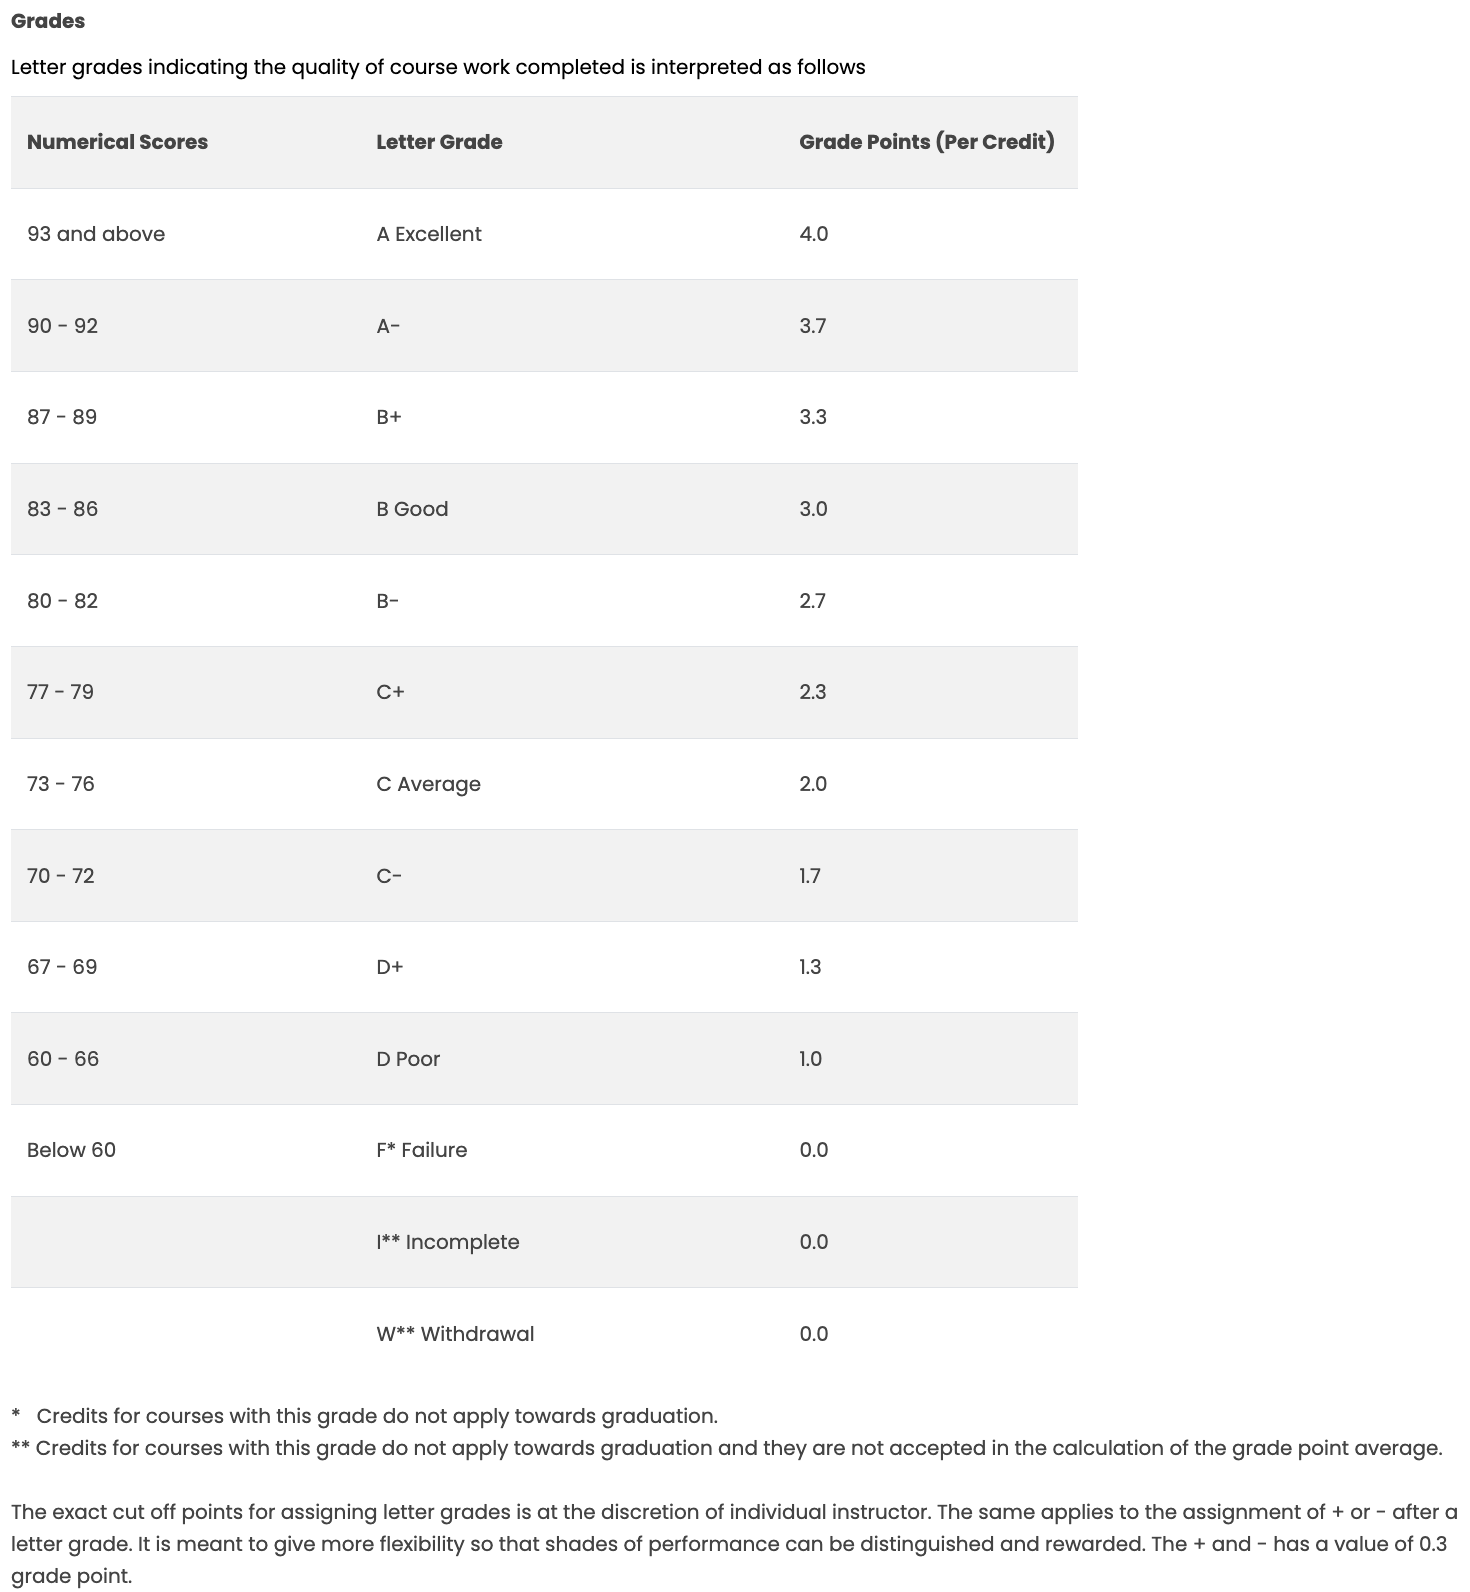 Grades
Letter grades indicating the quality of course work completed is interpreted as follows
Numerical Scores Letter Grade Grade Points (Per Credit)
93 and above A Excellent 4.0
90 - 92 A- 3.7
87 - 89 B+ 3.3
83 - 86 B Good 3.0
80 - 82 B- 2.7
77 - 79 C+ 2.3
73 - 76 C Average 2.0
70 - 72 C- 1.7
67 - 69 D+ 1.3
60 - 66 D Poor 1.0
Below 60 F* Failure 0.0
I** Incomplete 0.0
W** Withdrawal 0.0
* Credits for courses with this grade do not apply towards graduation.
** Credits for courses with this grade do not apply towards graduation and they are not accepted in the calculation of the grade point average.
The exact cut off points for assigning letter grades is at the discretion of individual instructor. The same applies to the assignment of + or - after a
letter grade. It is meant to give more flexibility so that shades of performance can be distinguished and rewarded. The + and - has a value of 0.3
grade point.